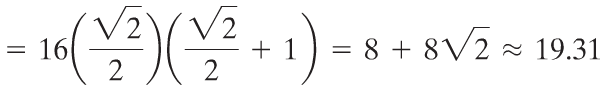 = 16(√2/2)(√2/2 + 1) = 8 + 8√2 ≈ 19.31